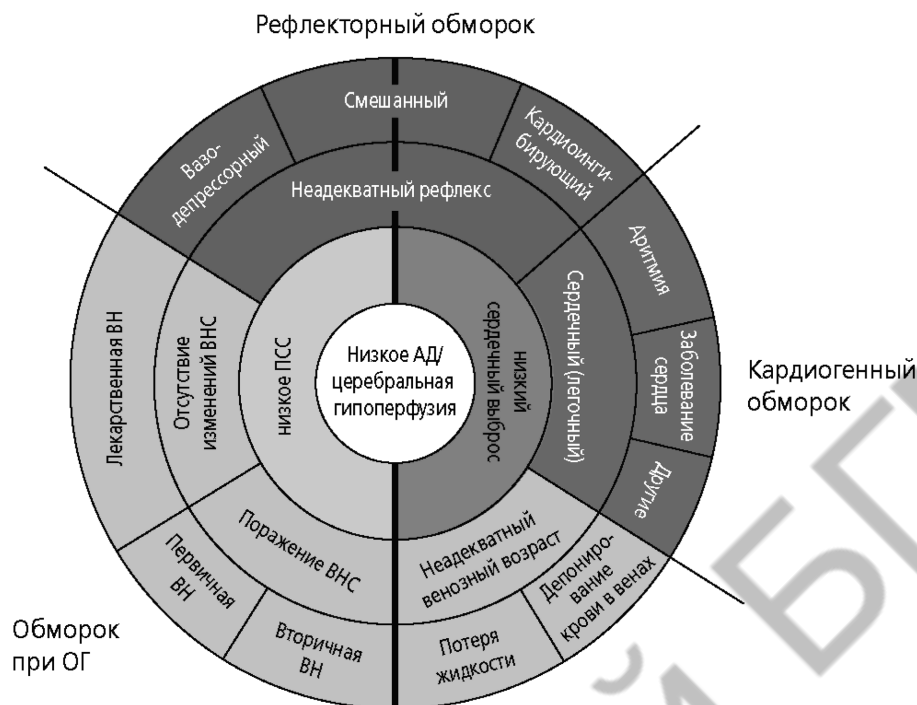 Рефлекторный обморок
Смешанный
Вазо-
депрессорный
Кардиоинги-
бирующий
Неадекватный рефлекс
Аритмия
Заболевание
сердца
Другие
Сердечный (легочный)
низкий
сердечный выброс
низкое ПСС
Низкое АД/
церебральная
гипоперфузия
Отсутствие
изменений ВНС
Лекарственная ВН
Кардиогенный
обморок
Поражение ВНС
Неадекватный
венозный возраст
Первичная
ВН
Вторичная
ВН
Потеря
жидкости
Депониро-
вание
крови в венах
Обморок
при ОГ
Й БГ